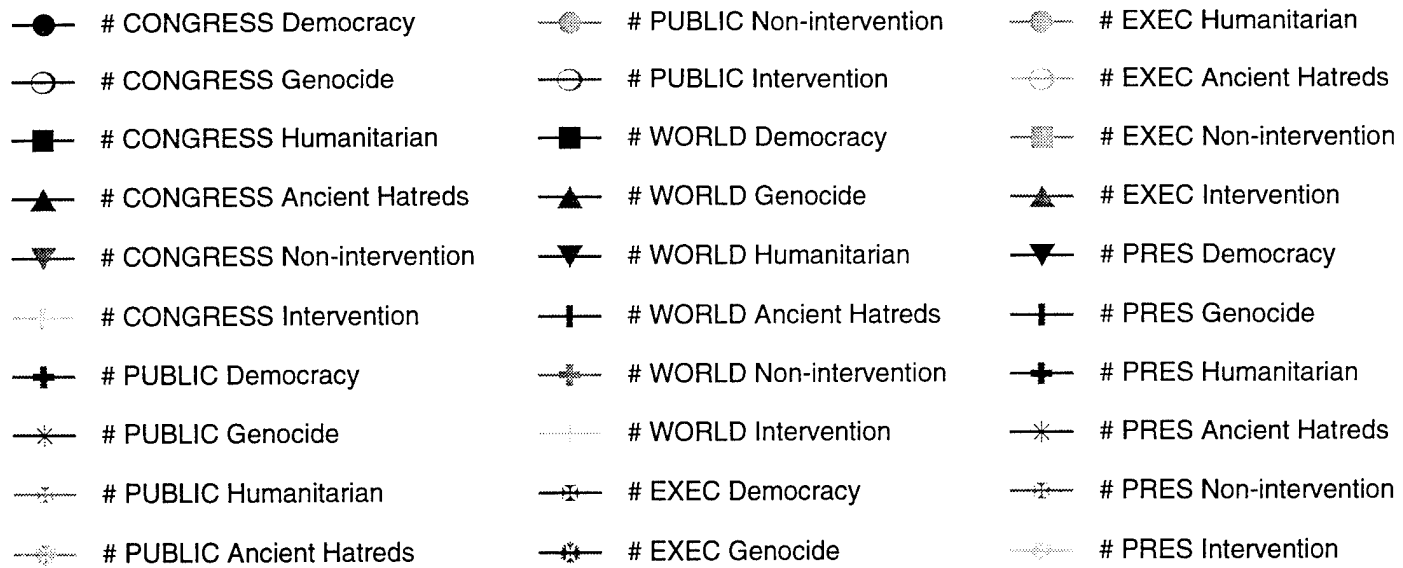 # CONGRESS Democracy
# CONGRESS Genocide
# CONGRESS Humanitarian
# CONGRESS Ancient Hatreds
# CONGRESS Non-intervention
# CONGRESS Intervention
# PUBLIC Democracy
# PUBLIC Genocide
# PUBLIC Humanitarian
# PUBLIC Ancient Hatreds
# PUBLIC Non-intervention
# PUBLIC Intervention
# WORLD Democracy
# WORLD Genocide
# WORLD Humanitarian
# WORLD Ancient Hatreds
# WORLD Non-intervention
# WORLD Intervention
# EXEC Democracy
# EXEC Genocide
# EXEC Humanitarian
# EXEC Ancient Hatreds
# EXEC Non-intervention
# EXEC Intervention
# PRES Democracy
# PRES Genocide
# PRES Humanitarian
# PRES Ancient Hatreds
# PRES Non-intervention
# PRES Intervention